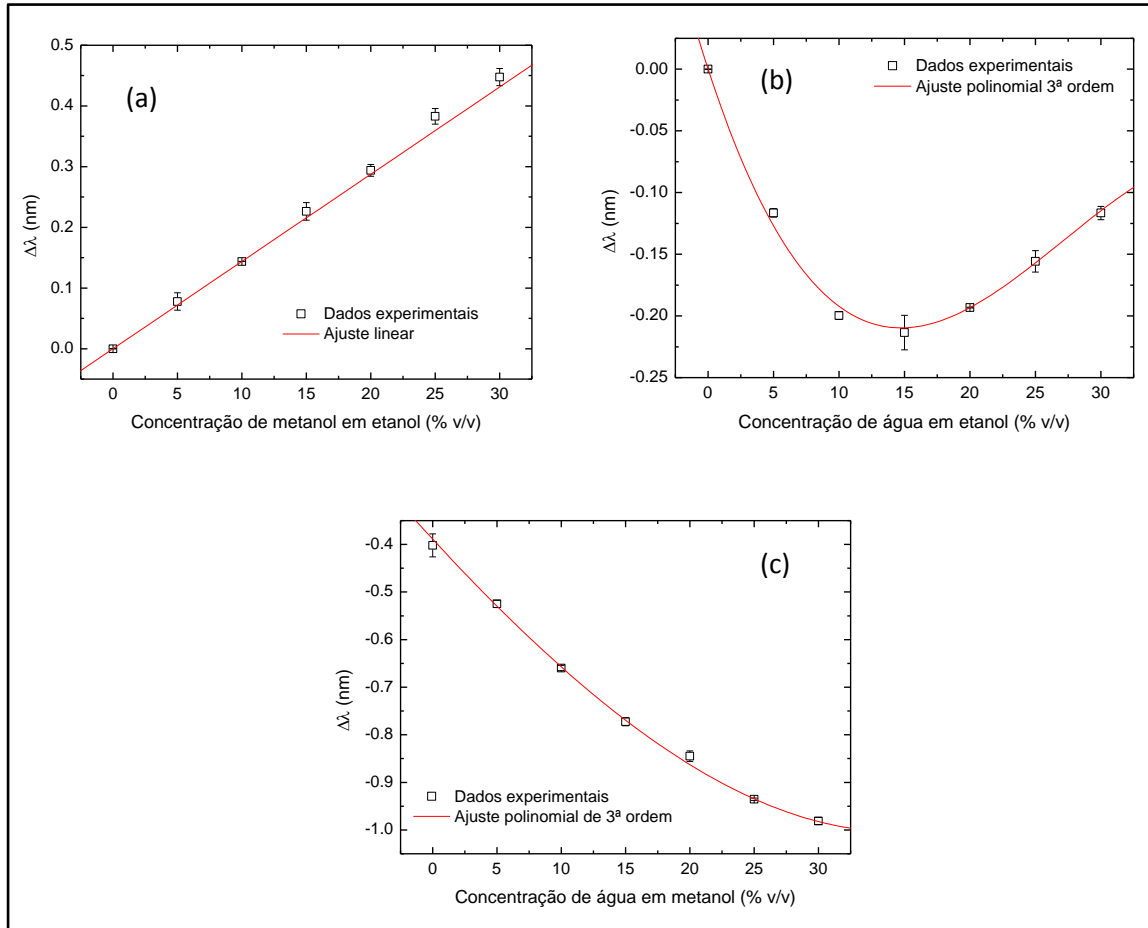 (a)
0.5
0.4
0.3
0.2
0.1
0.0
Δλ (nm)
Dados experimentais
Ajuste linear
0 5 10 15 20 25 30
Concentração de metanol em etanol (% v/v)
(b)
Dados experimentais
Ajuste polinomial 3ª ordem
0.00
-0.05
-0.10
-0.15
-0.20
-0.25
Δλ (nm)
0 5 10 15 20 25 30
Concentração de água em etanol (% v/v)
(c)
-0.4
-0.5
-0.6
-0.7
-0.8
-0.9
-1.0
Δλ (nm)
Dados experimentais
Ajuste polinomial de 3ª ordem
0 5 10 15 20 25 30
Concentração de água em metanol (% v/v)